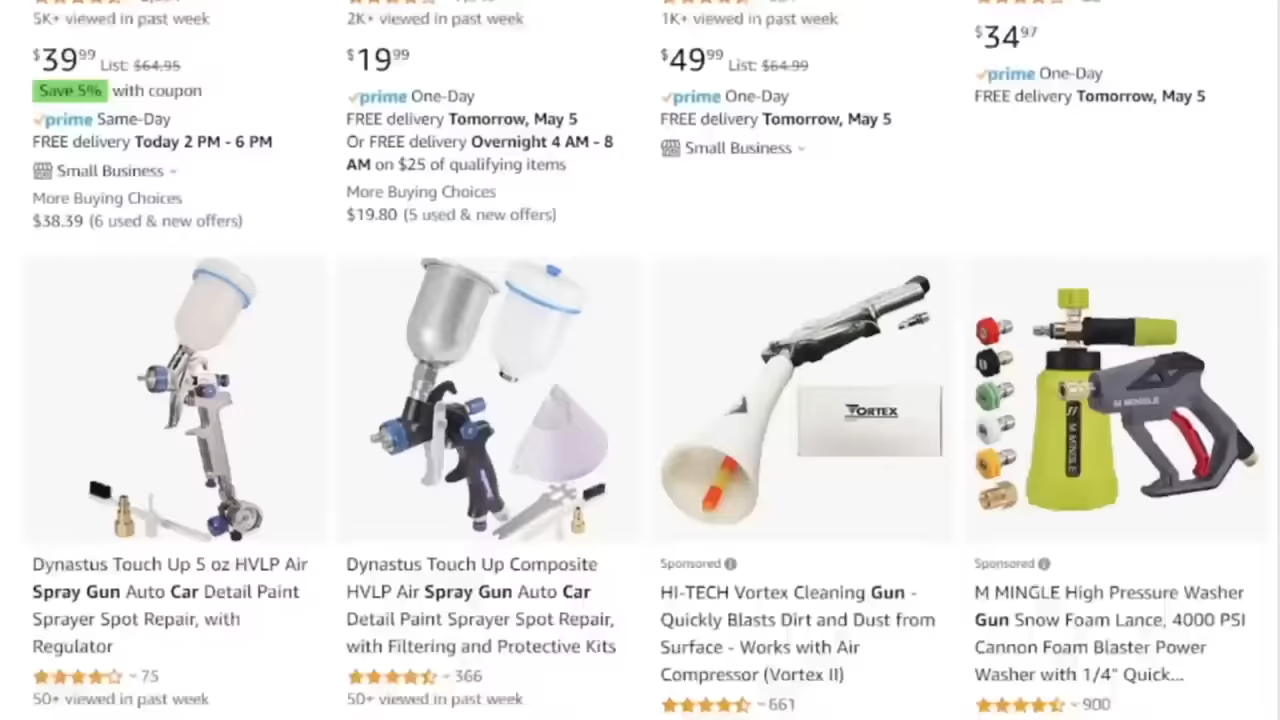 5K+ viewed in past week
$39.99 List: $64.95
Save 5% with coupon
prime Same-Day
FREE delivery Today 2 PM - 6 PM
Small Business
More Buying Choices
$38.39 (6 used & new offers)
2K+ viewed in past week
$19.99
prime One-Day
FREE delivery Tomorrow, May 5
Or FREE delivery Overnight 4 AM - 8
AM on $25 of qualifying items
More Buying Choices
$19.80 (5 used & new offers)
1K+ viewed in past week
$49.99 List: $64.99
prime One-Day
FREE delivery Tomorrow, May 5
Small Business
$34.97
prime One-Day
FREE delivery Tomorrow, May 5
Dynastus Touch Up 5 oz HVLP Air
Spray Gun Auto Car Detail Paint
Sprayer Spot Repair, with
Regulator
75
50+ viewed in past week
Dynastus Touch Up Composite
HVLP Air Spray Gun Auto Car
Detail Paint Sprayer Spot Repair,
with Filtering and Protective Kits
366
50+ viewed in past week
VORTEX
Sponsored
HI-TECH Vortex Cleaning Gun -
Quickly Blasts Dirt and Dust from
Surface - Works with Air
Compressor (Vortex II)
661
M MINGLE
M MINGLE
Sponsored
M MINGLE High Pressure Washer
Gun Snow Foam Lance, 4000 PSI
Cannon Foam Blaster Power
Washer with 1/4" Quick...
900